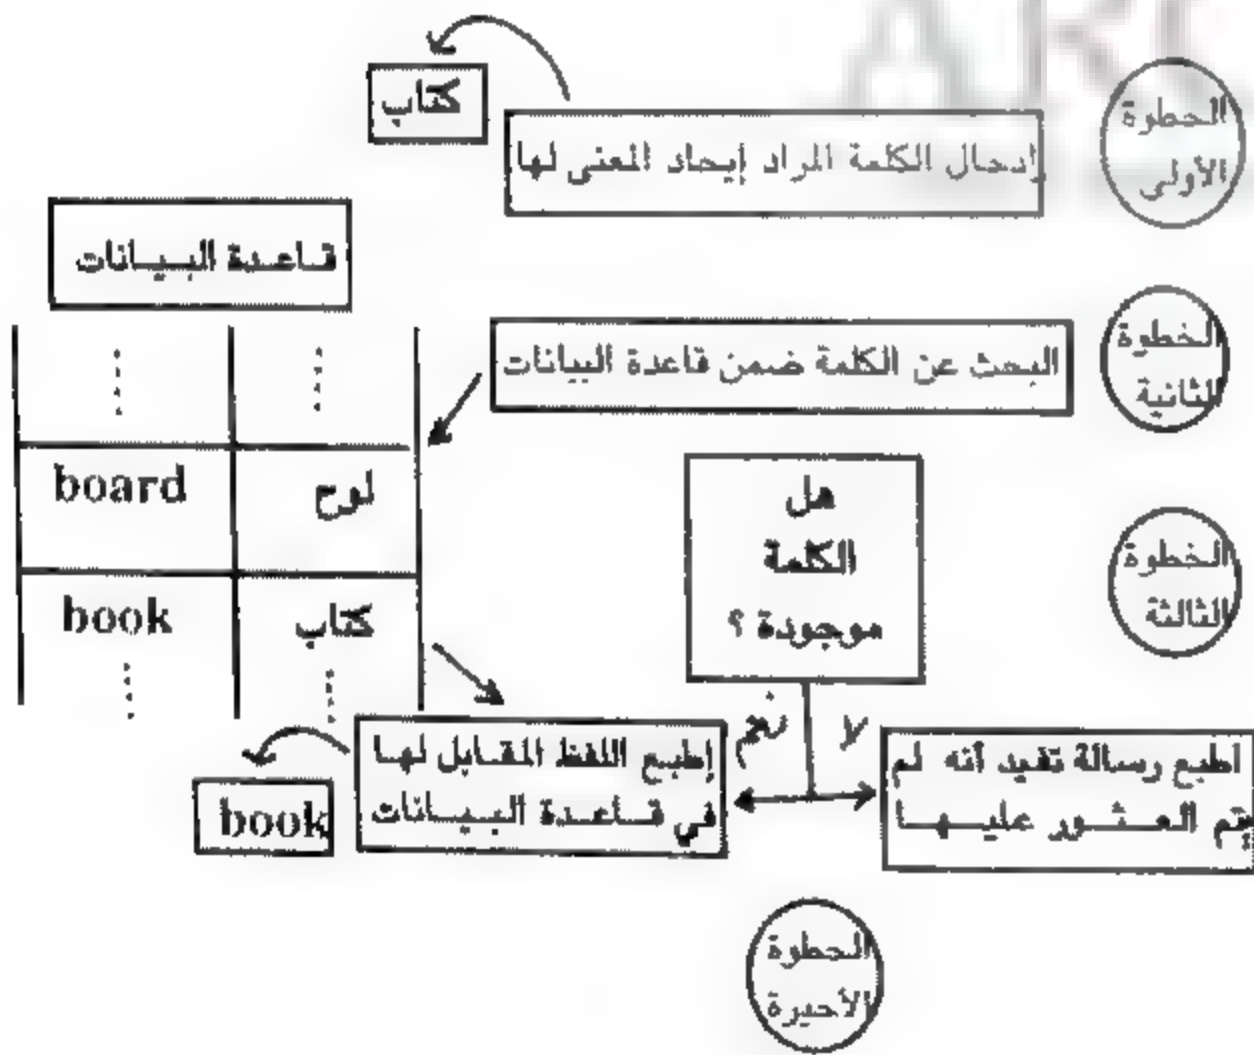 كتاب
الخطوة
الأولى
إدخال الكلمة المراد إيجاد المعنى لها
قاعدة البيانات
الخطوة
الثانية
البحث عن الكلمة ضمن قاعدة البيانات
لوح board
كتاب book
الخطوة
الثالثة
هل
الكلمة
موجودة ؟
نعم
لا
اطبع رسالة تفيد أنه لم
يتم العثور عليها
إطبع اللفظ المقابل لها
في قاعدة البيانات
book
الخطوة
الأخيرة